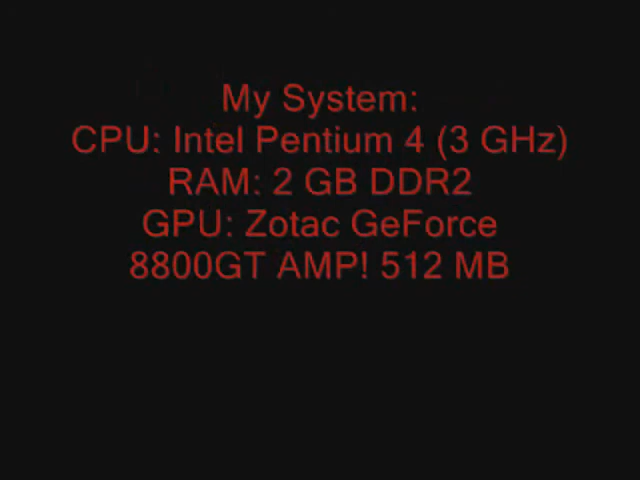 My System:
CPU: Intel Pentium 4 (3 GHz)
RAM: 2 GB DDR2
GPU: Zotac GeForce
8800GT AMP! 512 MB